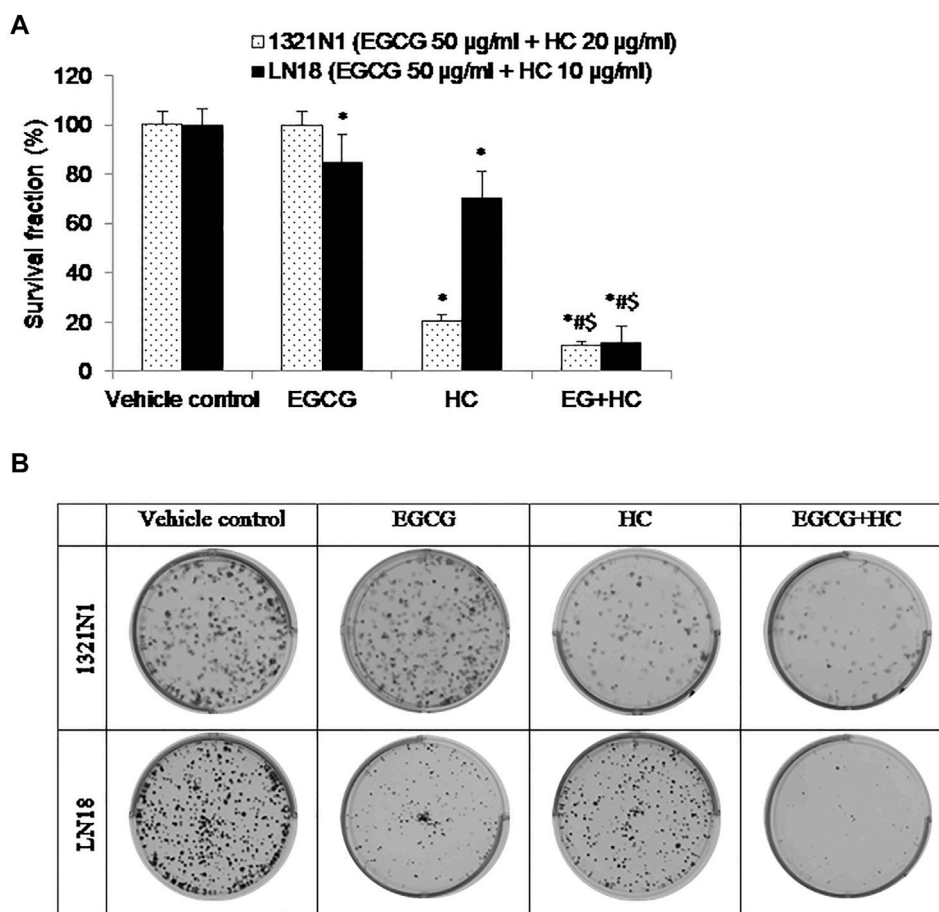 A
1321N1 (EGCG 50 µg/ml + HC 20 µg/ml)
LN18 (EGCG 50 µg/ml + HC 10 µg/ml)
Survival fraction (%)
120
100
80
60
40
20
0
*
*
*
*#$
*#$
Vehicle control EGCG HC EG+HC
B
Vehicle control EGCG HC EGCG+HC
1321N1
LN18